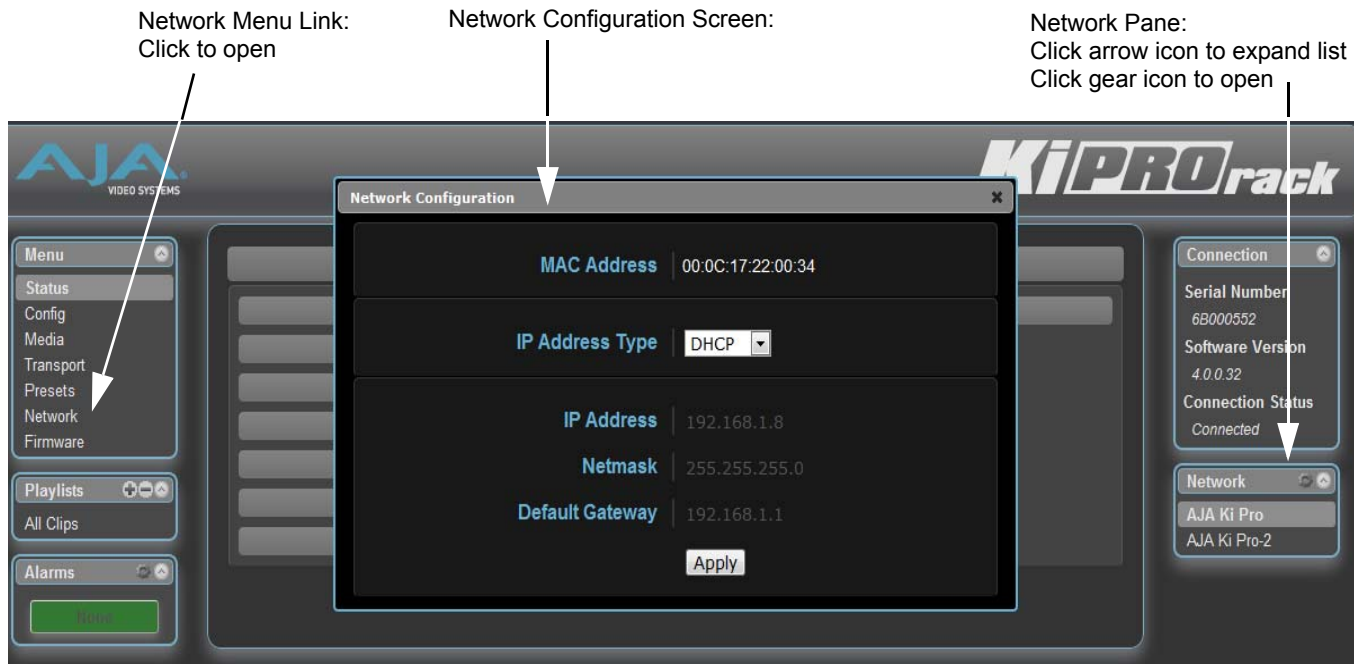 Network Menu Link:
Click to open
Network Configuration Screen:
Network Pane:
Click arrow icon to expand list
Click gear icon to open
AJA
VIDEO SYSTEMS
KiPROrack
Network Configuration
MAC Address 00:0C:17:22:00:34
IP Address Type DHCP
IP Address 192.168.1.8
Netmask 255.255.255.0
Default Gateway 192.168.1.1
Apply
Menu
Status
Config
Media
Transport
Presets
Network
Firmware
Playlists
All Clips
Alarms
None
Connection
Serial Number
6B000552
Software Version
4.0.0.32
Connection Status
Connected
Network
AJA Ki Pro
AJA Ki Pro-2